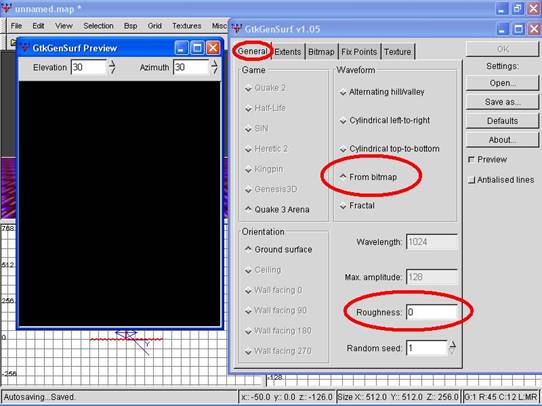 unnamed.map *
File Edit View Selection Bsp Grid Textures Misc
GtkGenSurf Preview
Elevation 30 Azimuth 30
GtkGenSurf v1.05
General Extents Bitmap Fix Points Texture
Game
Quake 2
Half-Life
SiN
Heretic 2
Kingpin
Genesis3D
Quake 3 Arena
Waveform
Alternating hill/valley
Cylindrical left-to-right
Cylindrical top-to-bottom
From bitmap
Fractal
Orientation
Ground surface
Ceiling
Wall facing 0
Wall facing 90
Wall facing 180
Wall facing 270
Wavelength: 1024
Max. amplitude: 128
Roughness: 0
Random seed: 1
OK
Settings:
Open...
Save as...
Defaults
About...
Preview
Antialised lines
768
512
256
0
-256
Y
-128
Autosaving...Saved. x:: -50.0 y:: 0.0 z:: -126.0 Size X:: 512.0 Y:: 512.0 Z:: 256.0 G:1 R:45 C:12 L:MR